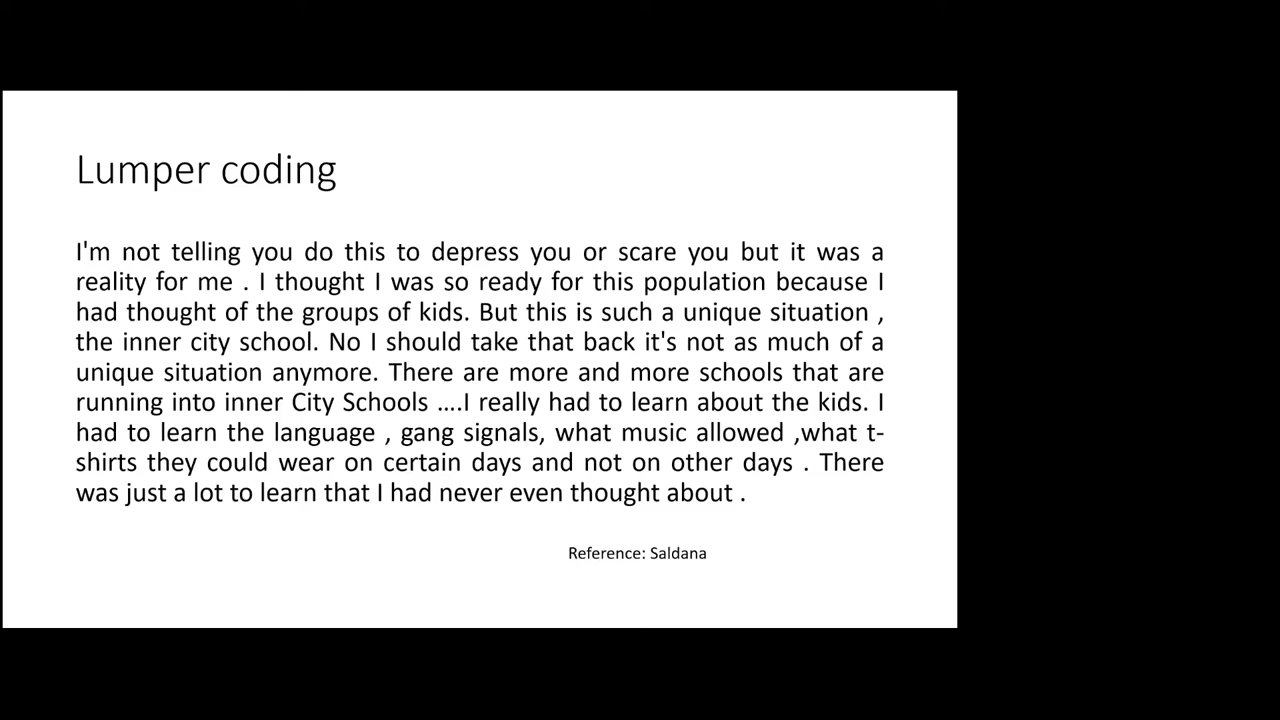 Lumper coding
I'm not telling you do this to depress you or scare you but it was a
reality for me . I thought I was so ready for this population because I
had thought of the groups of kids. But this is such a unique situation ,
the inner city school. No I should take that back it's not as much of a
unique situation anymore. There are more and more schools that are
running into inner City Schools ....I really had to learn about the kids. I
had to learn the language , gang signals, what music allowed ,what t-
shirts they could wear on certain days and not on other days . There
was just a lot to learn that I had never even thought about .
Reference: Saldana